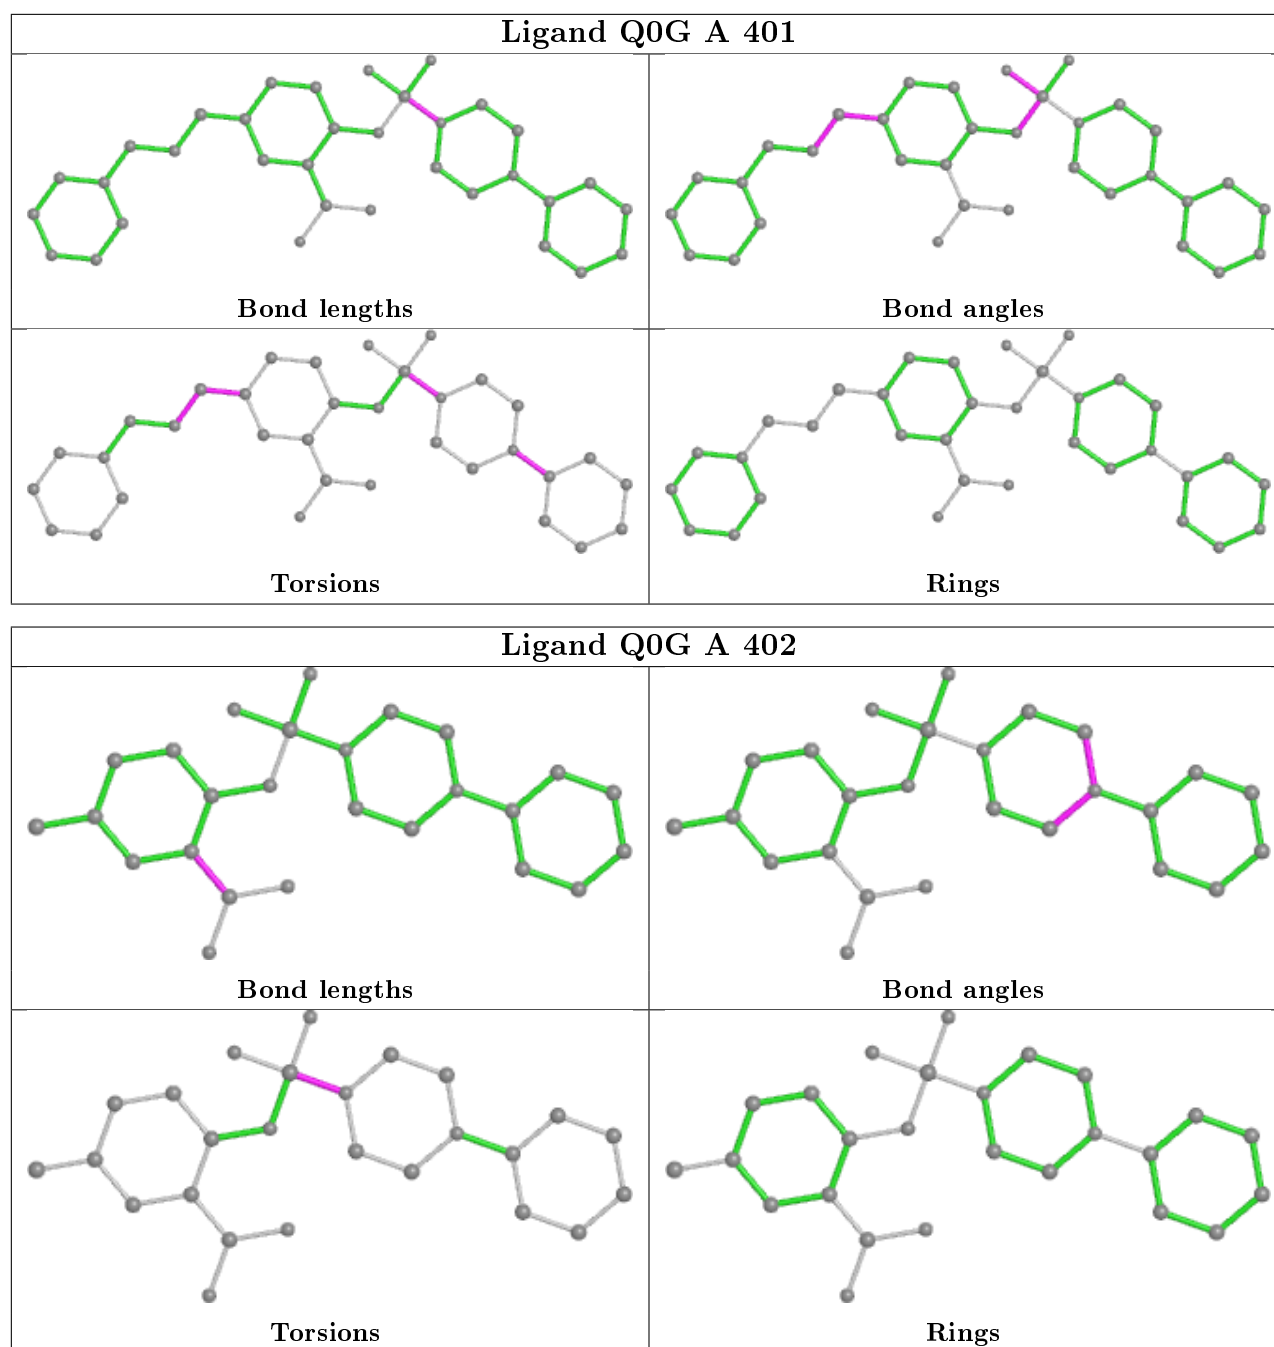 Ligand Q0G A 401
Bond lengths
Bond angles
Torsions
Rings
Ligand Q0G A 402
Bond lengths
Bond angles
Torsions
Rings